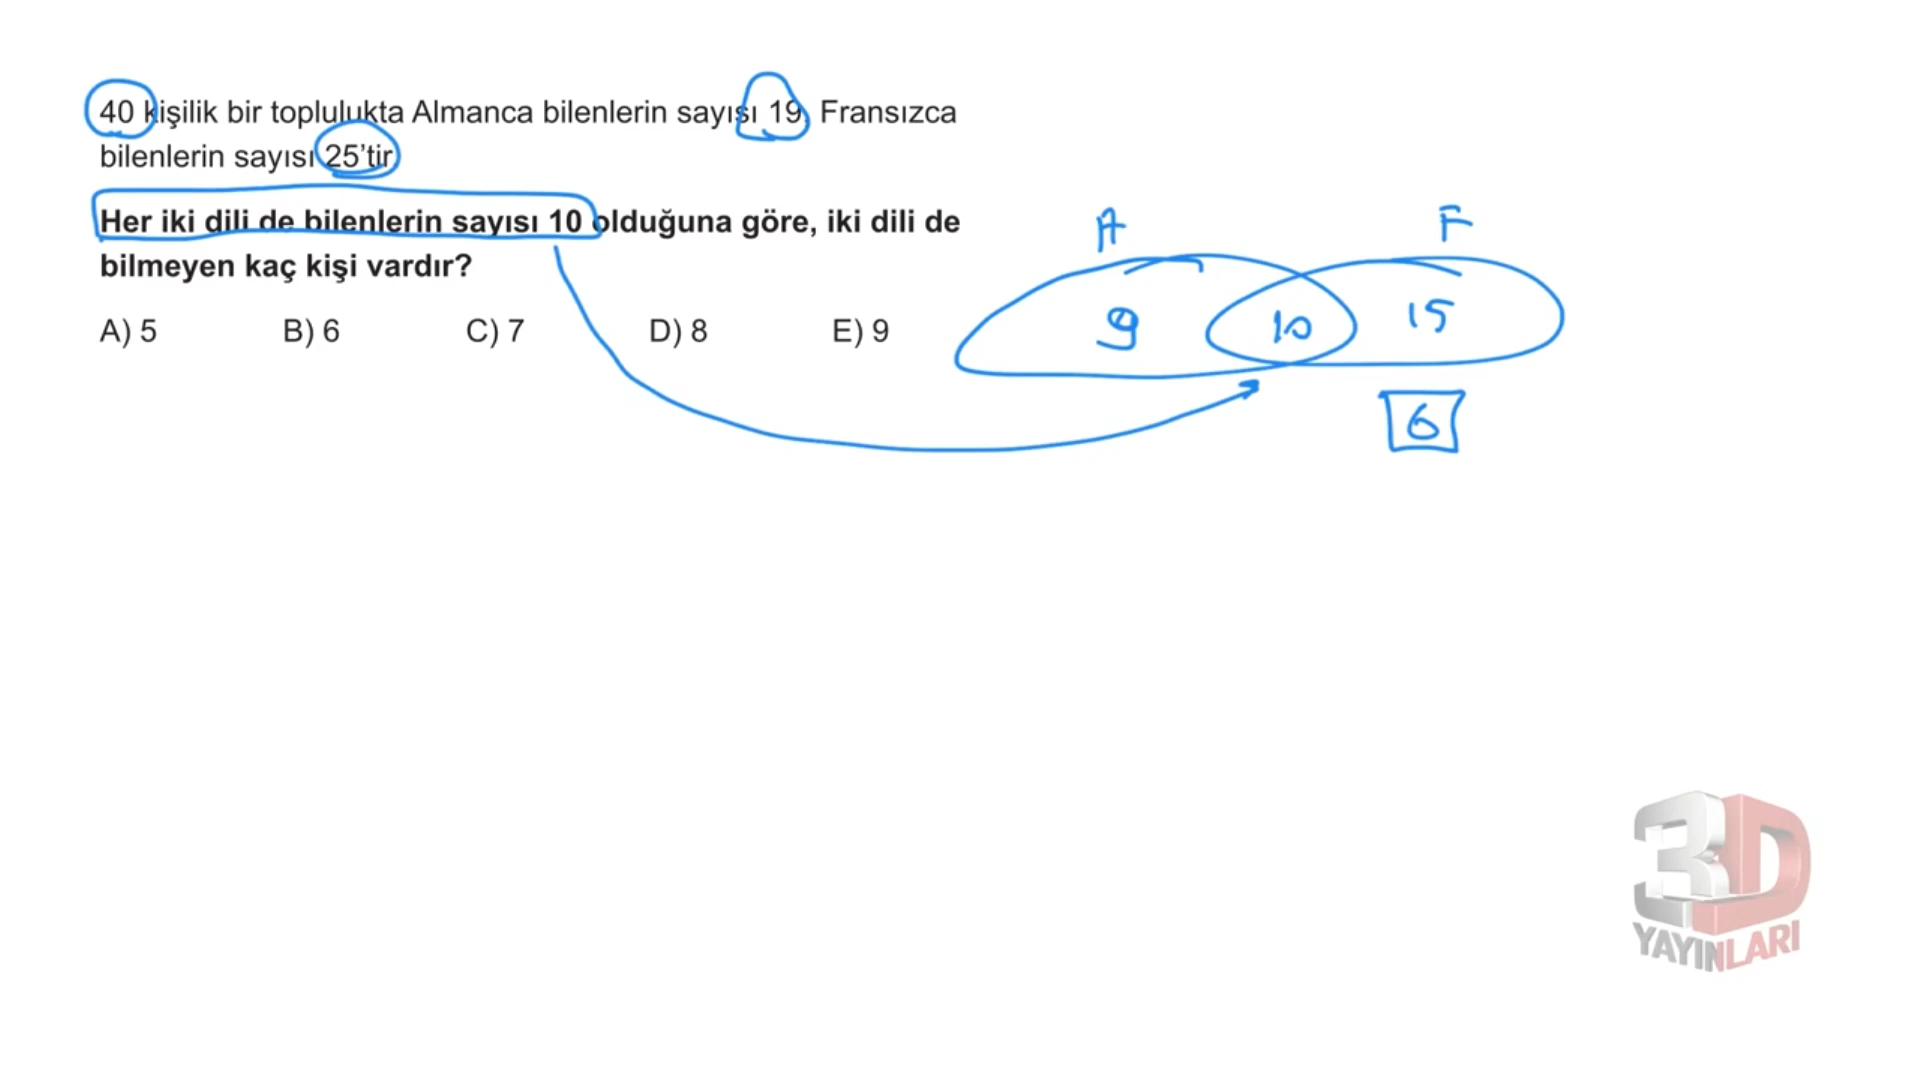 40 kişilik bir toplulukta Almanca bilenlerin sayısı 19, Fransızca
bilenlerin sayısı 25'tir.
Her iki dili de bilenlerin sayısı 10 olduğuna göre, iki dili de
bilmeyen kaç kişi vardır?
A) 5 B) 6 C) 7 D) 8 E) 9
A F
9 10 15
6
3D
YAYINLARI